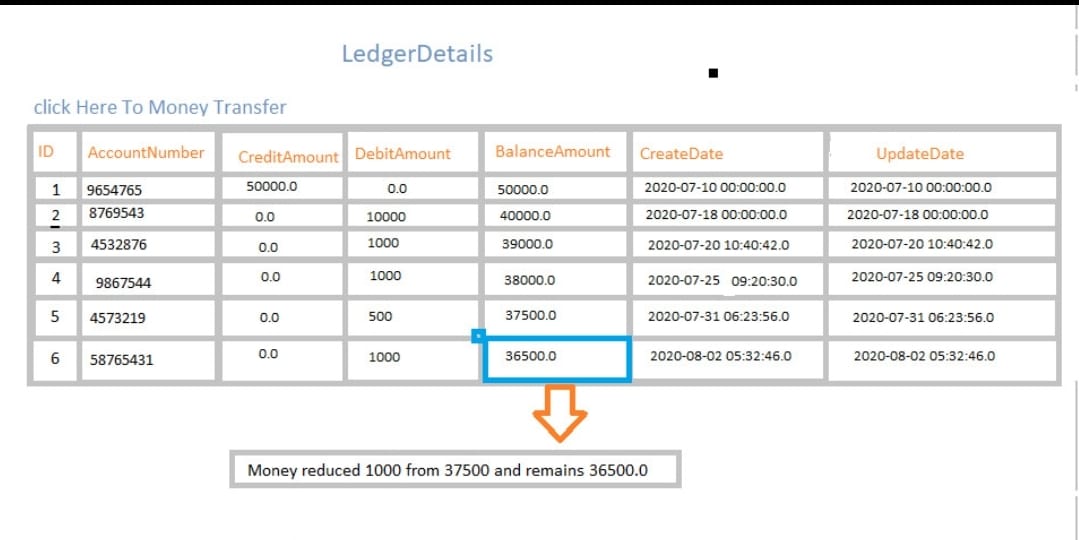 LedgerDetails
click Here To Money Transfer
ID AccountNumber CreditAmount DebitAmount BalanceAmount CreateDate UpdateDate
1 9654765 50000.0 0.0 50000.0 2020-07-10 00:00:00.0 2020-07-10 00:00:00.0
2 8769543 0.0 10000 40000.0 2020-07-18 00:00:00.0 2020-07-18 00:00:00.0
3 4532876 0.0 1000 39000.0 2020-07-20 10:40:42.0 2020-07-20 10:40:42.0
4 9867544 0.0 1000 38000.0 2020-07-25 09:20:30.0 2020-07-25 09:20:30.0
5 4573219 0.0 500 37500.0 2020-07-31 06:23:56.0 2020-07-31 06:23:56.0
6 58765431 0.0 1000 36500.0 2020-08-02 05:32:46.0 2020-08-02 05:32:46.0
Money reduced 1000 from 37500 and remains 36500.0